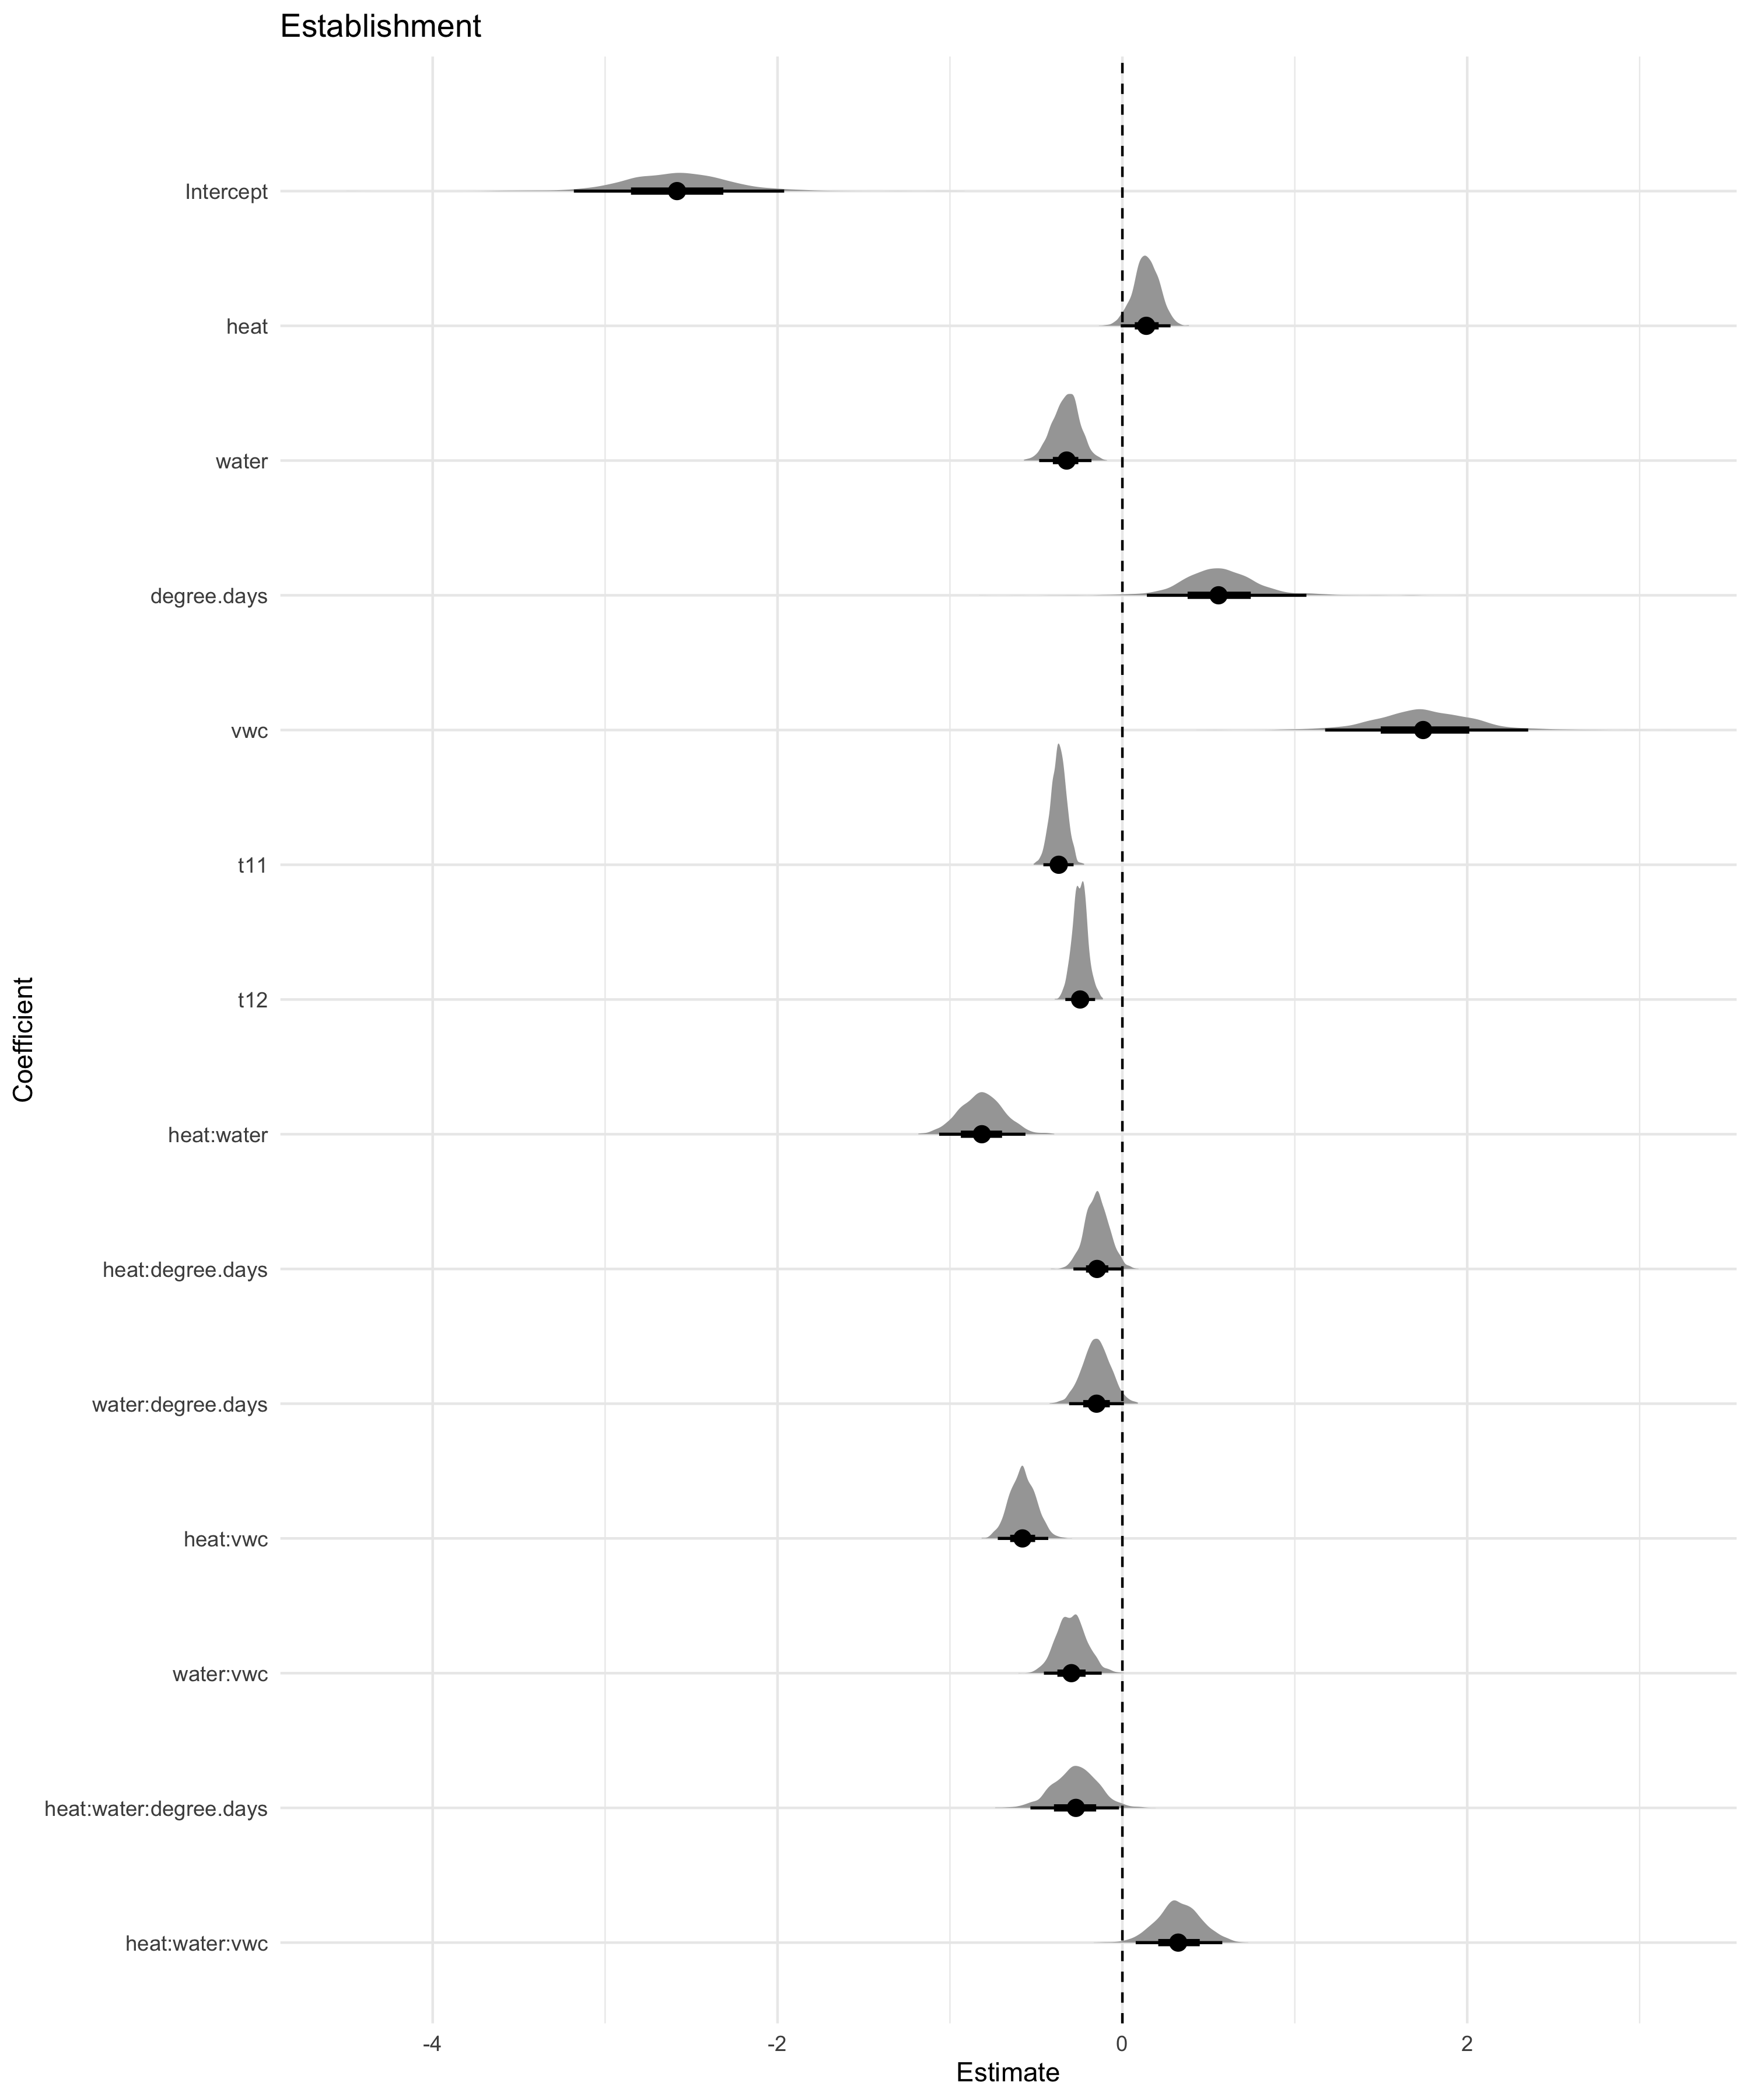 Establishment
Intercept
heat
water
degree.days
vwc
t11
t12
heat:water
heat:degree.days
water:degree.days
heat:vwc
water:vwc
heat:water:degree.days
heat:water:vwc
Coefficient
-4 -2 0 2
Estimate